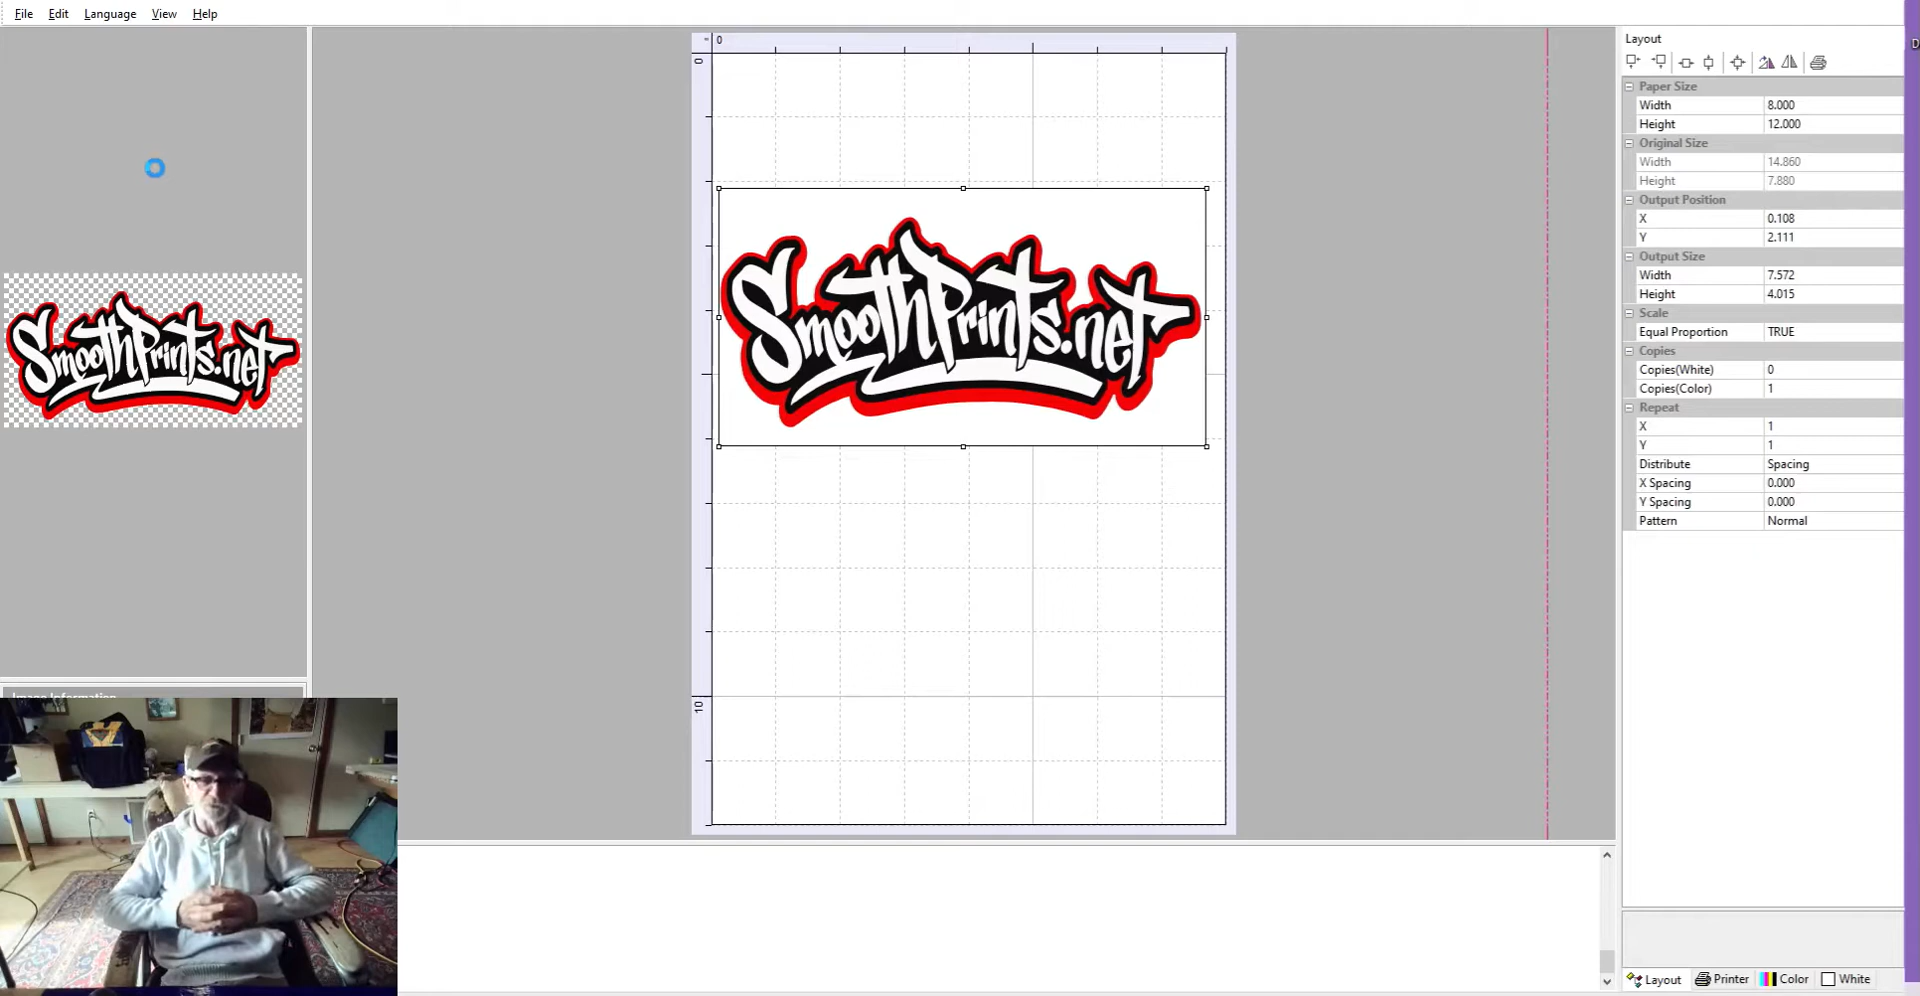 File Edit Language View Help
0
0
10
SmoothPrints.net
SmoothPrints.net
Image Information
Layout
Paper Size
Width 8.000
Height 12.000
Original Size
Width 14.860
Height 7.880
Output Position
X 0.108
Y 2.111
Output Size
Width 7.572
Height 4.015
Scale
Equal Proportion TRUE
Copies
Copies(White) 0
Copies(Color) 1
Repeat
X 1
Y 1
Distribute Spacing
X Spacing 0.000
Y Spacing 0.000
Pattern Normal
Layout Printer Color White
D